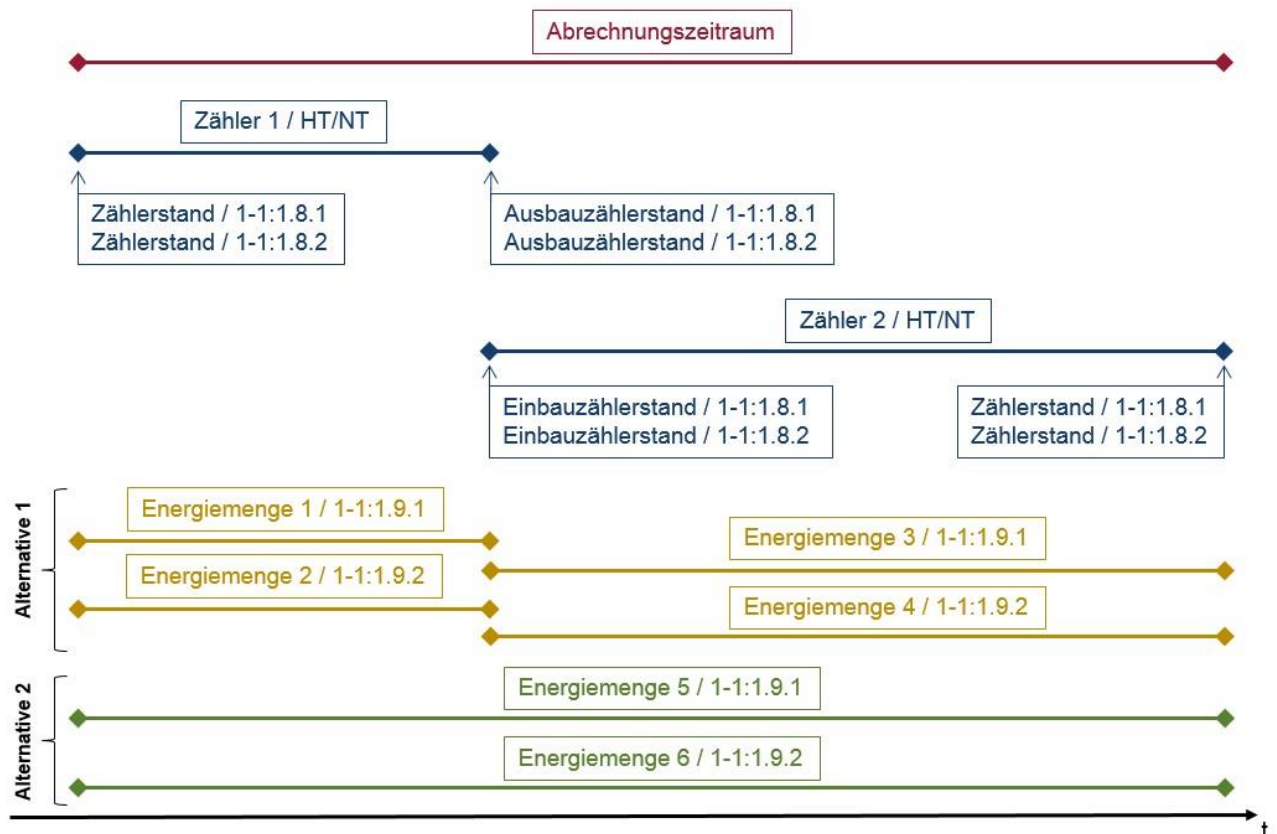 Abrechnungszeitraum
Zähler 1 / HT/NT
Zählerstand / 1-1:1.8.1
Zählerstand / 1-1:1.8.2
Ausbauzählerstand / 1-1:1.8.1
Ausbauzählerstand / 1-1:1.8.2
Zähler 2 / HT/NT
Einbauzählerstand / 1-1:1.8.1
Einbauzählerstand / 1-1:1.8.2
Zählerstand / 1-1:1.8.1
Zählerstand / 1-1:1.8.2
Alternative 1
Energiemenge 1 / 1-1:1.9.1
Energiemenge 3 / 1-1:1.9.1
Energiemenge 2 / 1-1:1.9.2
Energiemenge 4 / 1-1:1.9.2
Alternative 2
Energiemenge 5 / 1-1:1.9.1
Energiemenge 6 / 1-1:1.9.2
t